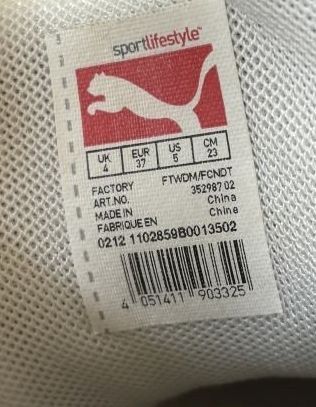 sportlifestyle™
UK EUR US CM
4 37 5 23
FACTORY FTWDM/FCNDT
ART.NO. 352987 02
MADE IN China
FABRIQUE EN Chine
0212 1102859B0013502
4 051411 903325